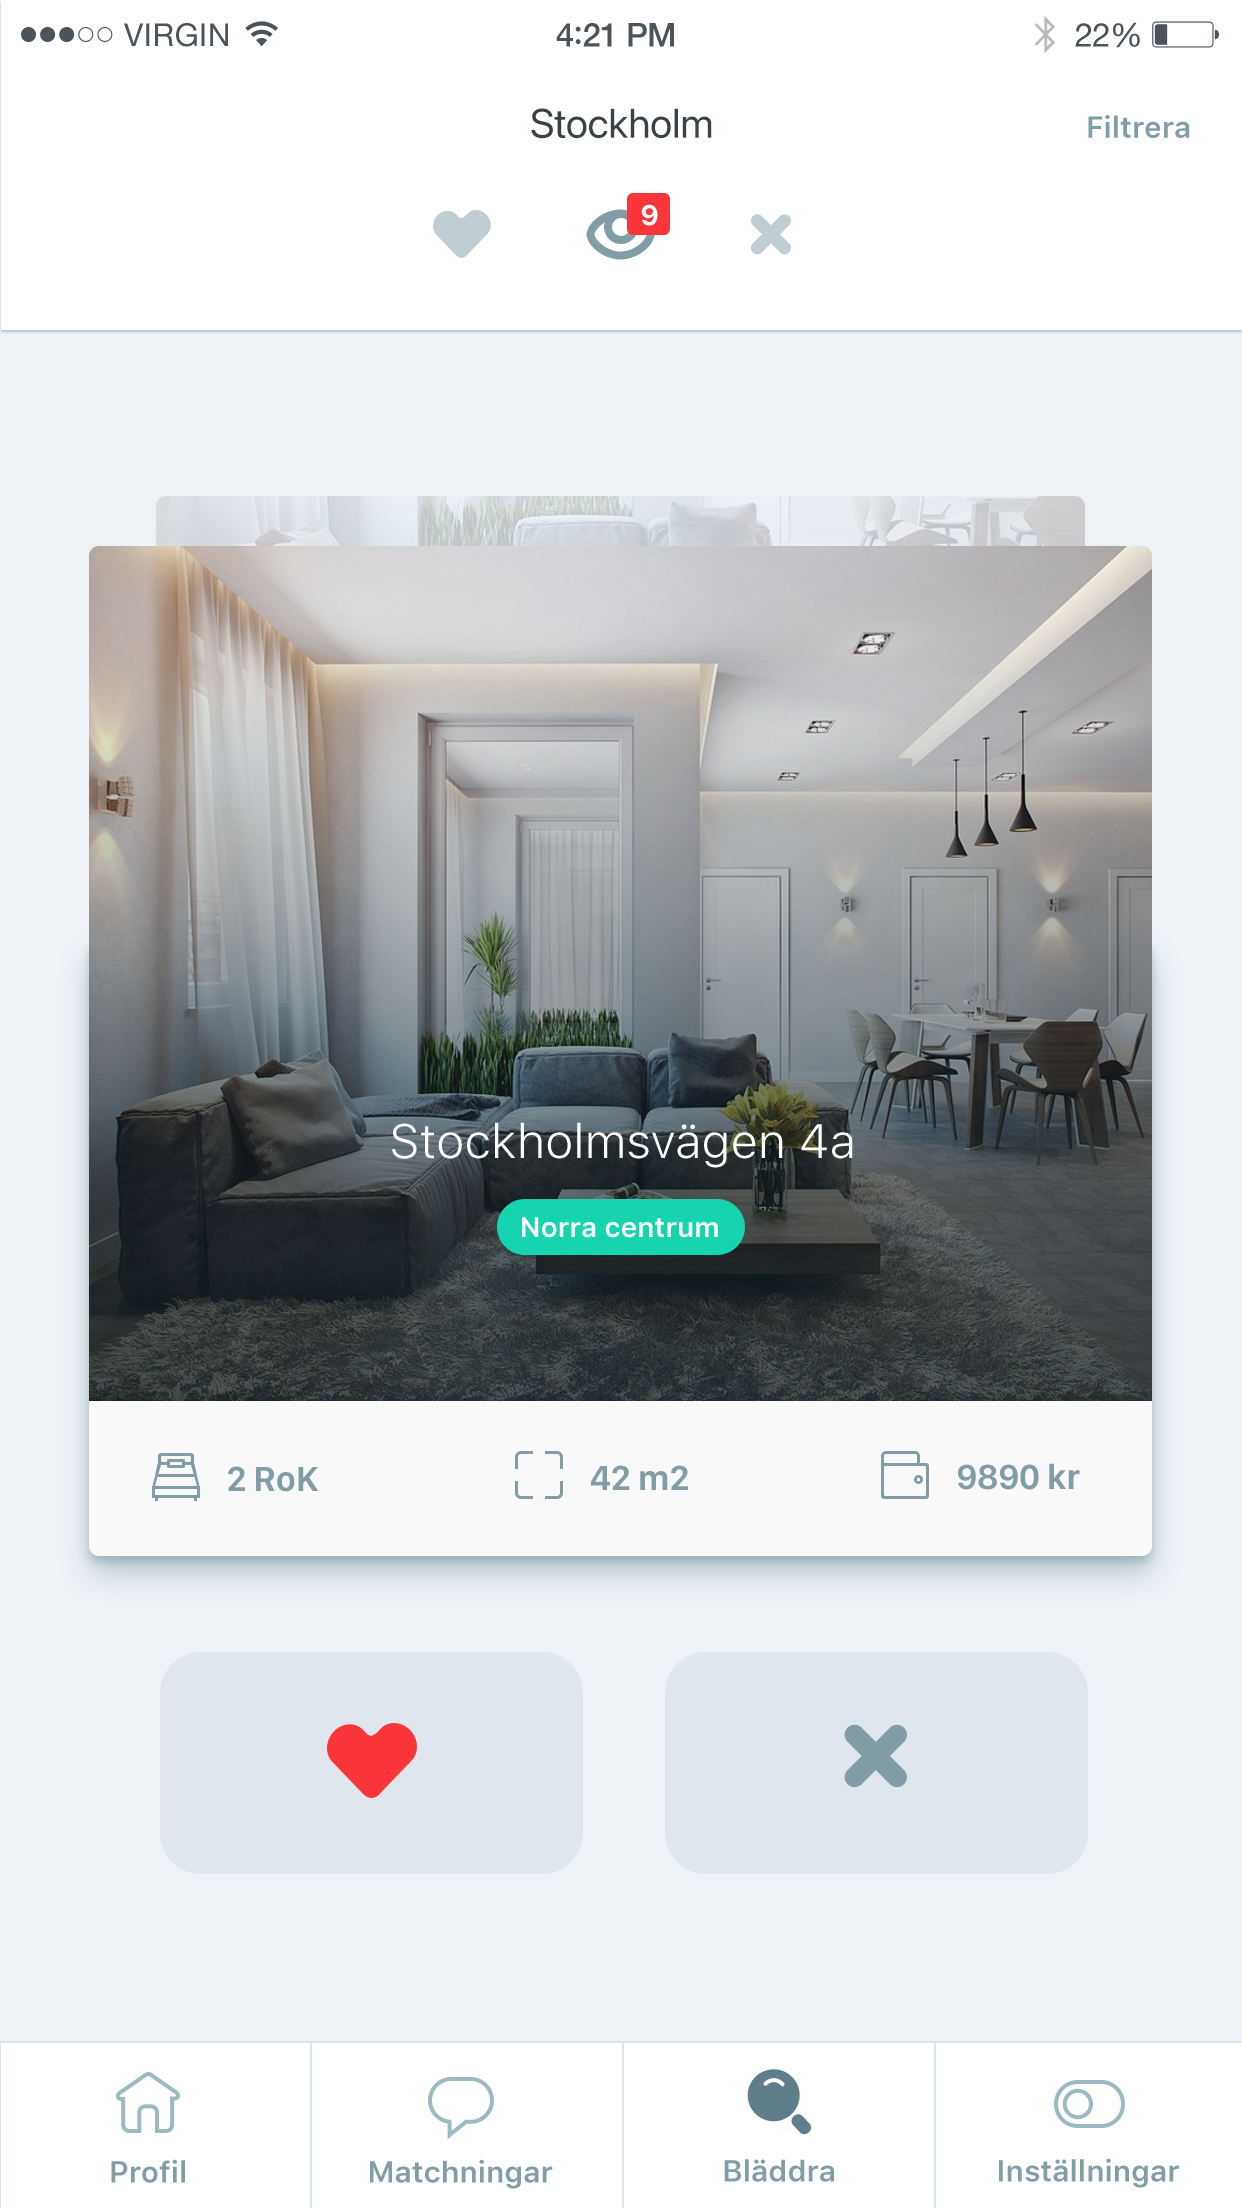 VIRGIN 4:21 PM 22%
Stockholm Filtrera
9
Stockholmsvägen 4a
Norra centrum
2 RoK 42 m2 9890 kr
Profil Matchningar Bläddra Inställningar